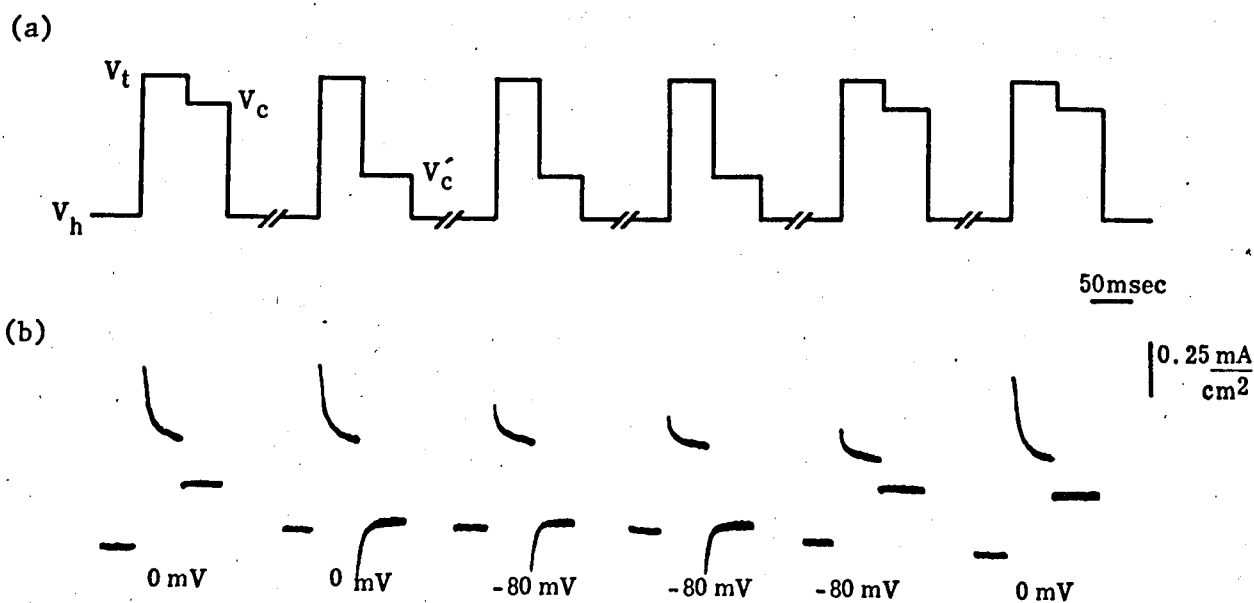 (a)
V_t
V_c
V_c´
V_h
50msec
(b)
0.25 mA
cm²
0 mV
0 mV
-80 mV
-80 mV
-80 mV
0 mV